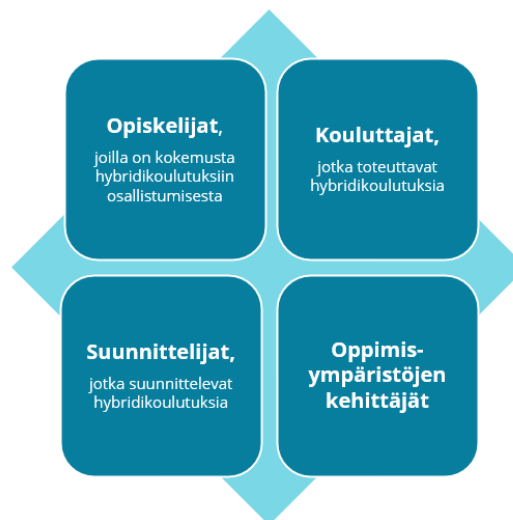 Opiskelijat,
joilla on kokemusta
hybridikoulutuksiin
osallistumisesta
Kouluttajat,
jotka toteuttavat
hybridikoulutuksia
Suunnittelijat,
jotka suunnittelevat
hybridikoulutuksia
Oppimis-
ympäristöjen
kehittäjät